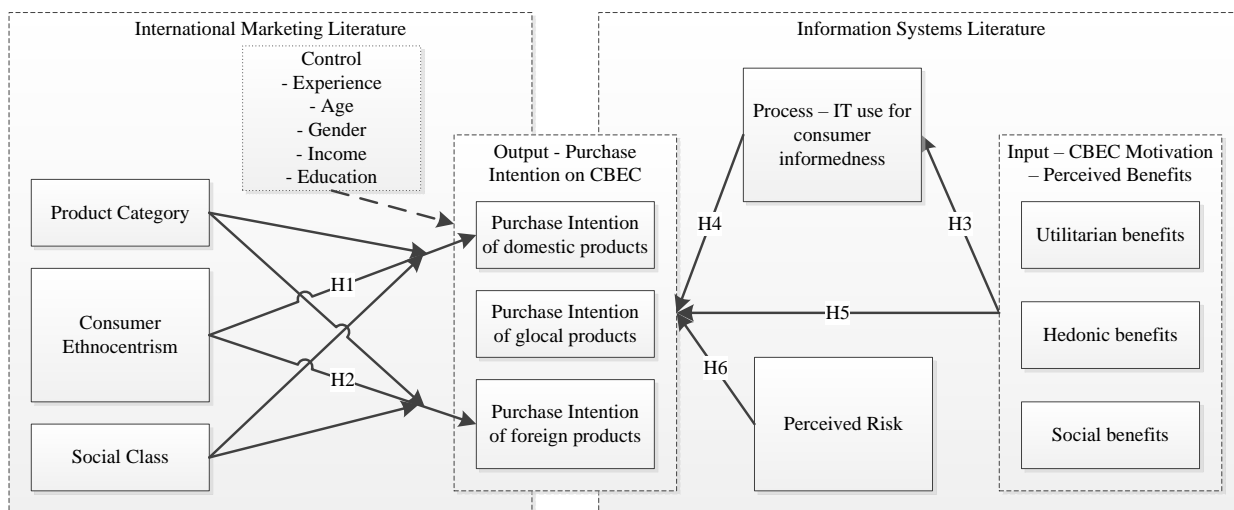 International Marketing Literature
Information Systems Literature
Control
- Experience
- Age
- Gender
- Income
- Education
Product Category
Consumer
Ethnocentrism
Social Class
H1
H2
Output - Purchase
Intention on CBEC
Purchase Intention
of domestic products
Purchase Intention
of glocal products
Purchase Intention
of foreign products
Process – IT use for
consumer
informedness
H4
H3
H5
H6
Perceived Risk
Input – CBEC Motivation
– Perceived Benefits
Utilitarian benefits
Hedonic benefits
Social benefits